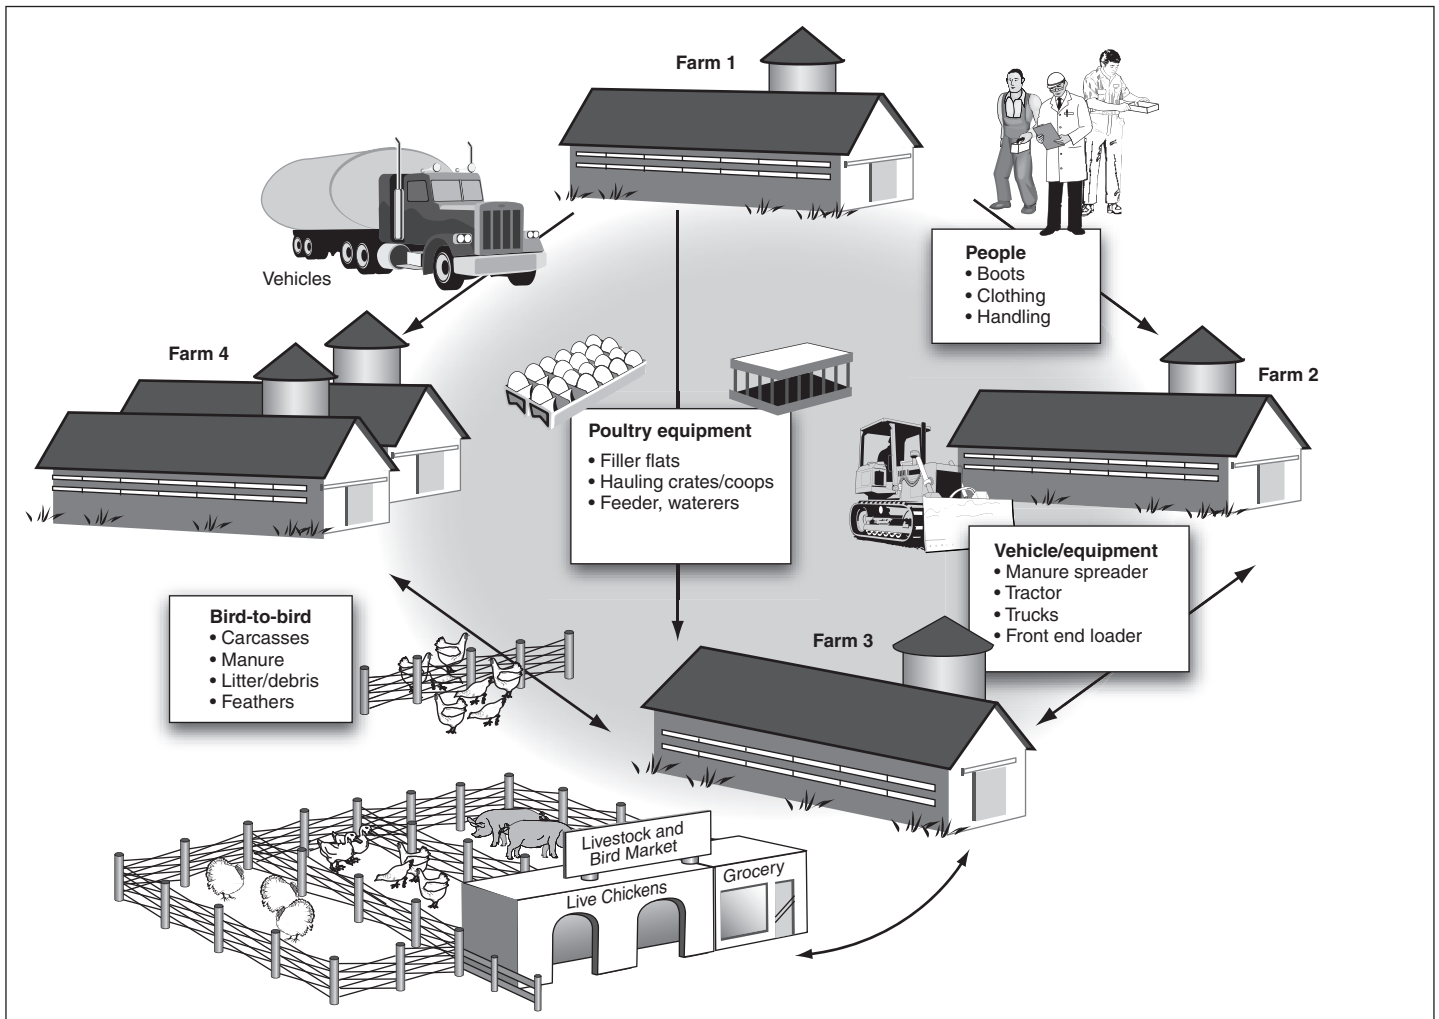 Farm 1
Vehicles
People
• Boots
• Clothing
• Handling
Farm 4
Farm 2
Poultry equipment
• Filler flats
• Hauling crates/coops
• Feeder, waterers
Vehicle/equipment
• Manure spreader
• Tractor
• Trucks
• Front end loader
Bird-to-bird
• Carcasses
• Manure
• Litter/debris
• Feathers
Farm 3
Livestock and
Bird Market
Live Chickens
Grocery